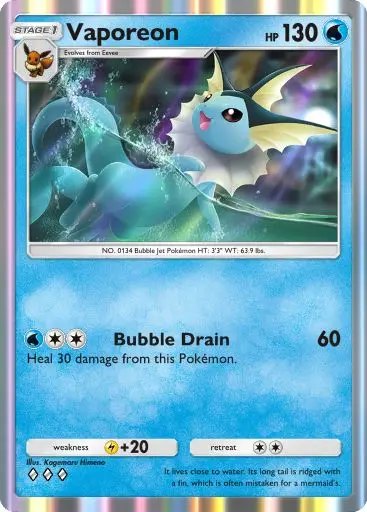 STAGE 1
Vaporeon
HP 130
Evolves from Eevee
NO. 0134 Bubble Jet Pokémon HT: 3'3" WT: 63.9 lbs.
Bubble Drain 60
Heal 30 damage from this Pokémon.
weakness +20 retreat
Illus. Kagemaru Himeno
It lives close to water. Its long tail is ridged
with a fin, which is often mistaken for a mermaid's.